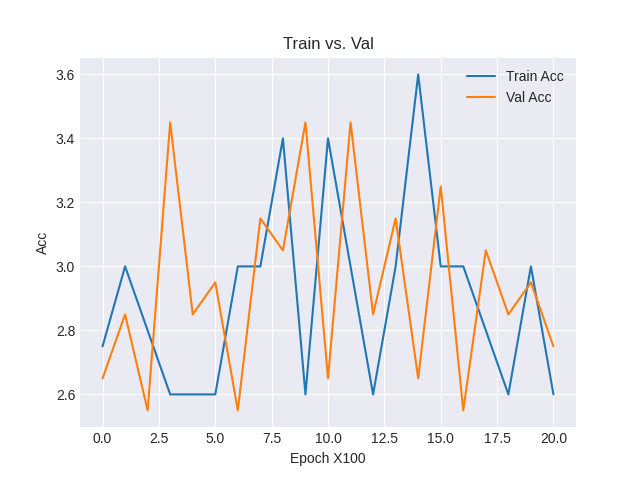 Train vs. Val
Train Acc
Val Acc
3.6
3.4
3.2
3.0
2.8
2.6
Acc
0.0 2.5 5.0 7.5 10.0 12.5 15.0 17.5 20.0
Epoch X100